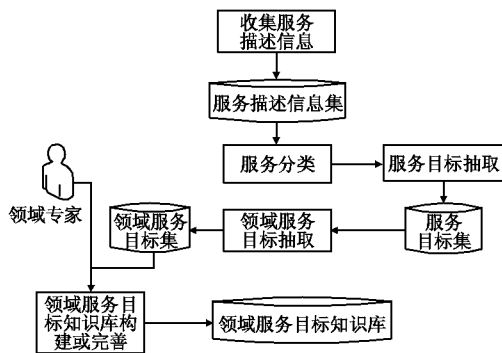 收集服务
描述信息
服务描述信息集
服务分类
服务目标抽取
领域专家
领域服务
目标集
领域服务
目标抽取
服务
目标集
领域服务目
标知识库构
建或完善
领域服务目标知识库